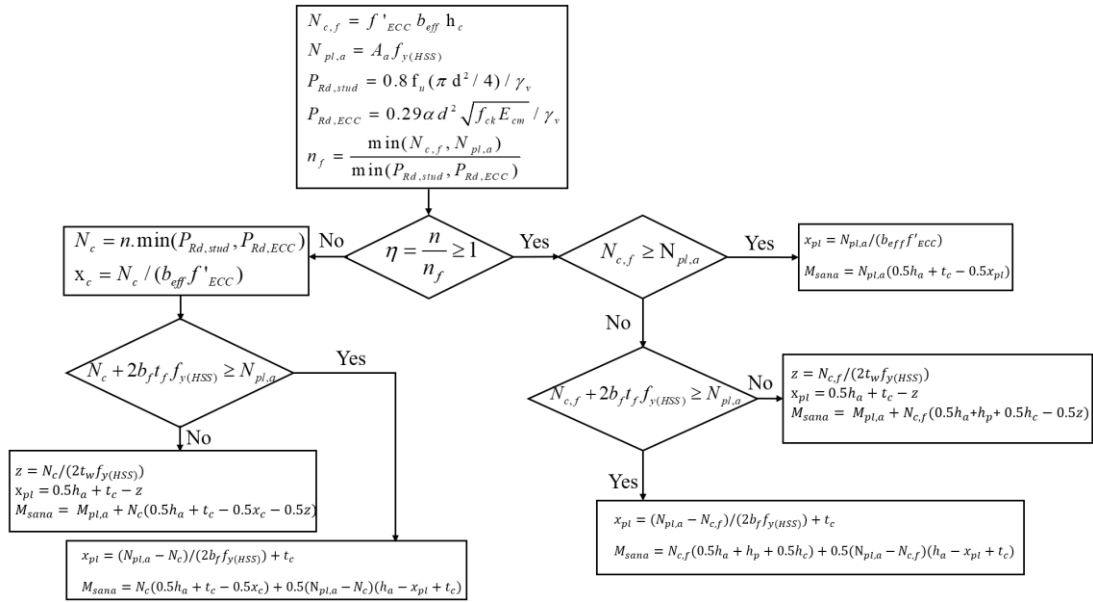 N_{c,f} = f'_{ECC} b_{eff} h_c
N_{pl,a} = A_a f_{y(HSS)}
P_{Rd,stud} = 0.8 f_u (π d² / 4) / γ_v
P_{Rd,ECC} = 0.29 α d² √(f_{ck} E_{cm}) / γ_v
n_f = min(N_{c,f}, N_{pl,a}) / min(P_{Rd,stud}, P_{Rd,ECC})
N_c = n.min(P_{Rd,stud}, P_{Rd,ECC})
x_c = N_c / (b_{eff} f'_{ECC})
No
η = n / n_f ≥ 1
Yes
N_{c,f} ≥ N_{pl,a}
Yes
x_{pl} = N_{pl,a}/(b_{eff} f'_{ECC})
M_{sana} = N_{pl,a}(0.5h_a + t_c − 0.5x_{pl})
No
N_c + 2b_f t_f f_{y(HSS)} ≥ N_{pl,a}
Yes
N_{c,f} + 2b_f t_f f_{y(HSS)} ≥ N_{pl,a}
No
z = N_{c,f}/(2t_w f_{y(HSS)})
x_{pl} = 0.5h_a + t_c − z
M_{sana} = M_{pl,a} + N_{c,f}(0.5h_a+h_p+ 0.5h_c − 0.5z)
No
z = N_c/(2t_w f_{y(HSS)})
x_{pl} = 0.5h_a + t_c − z
M_{sana} = M_{pl,a} + N_c(0.5h_a + t_c − 0.5x_c − 0.5z)
Yes
x_{pl} = (N_{pl,a} − N_{c,f})/(2b_f f_{y(HSS)}) + t_c
M_{sana} = N_{c,f}(0.5h_a + h_p + 0.5h_c) + 0.5(N_{pl,a} − N_{c,f})(h_a − x_{pl} + t_c)
x_{pl} = (N_{pl,a} − N_c)/(2b_f f_{y(HSS)}) + t_c
M_{sana} = N_c(0.5h_a + t_c − 0.5x_c) + 0.5(N_{pl,a} − N_c)(h_a − x_{pl} + t_c)